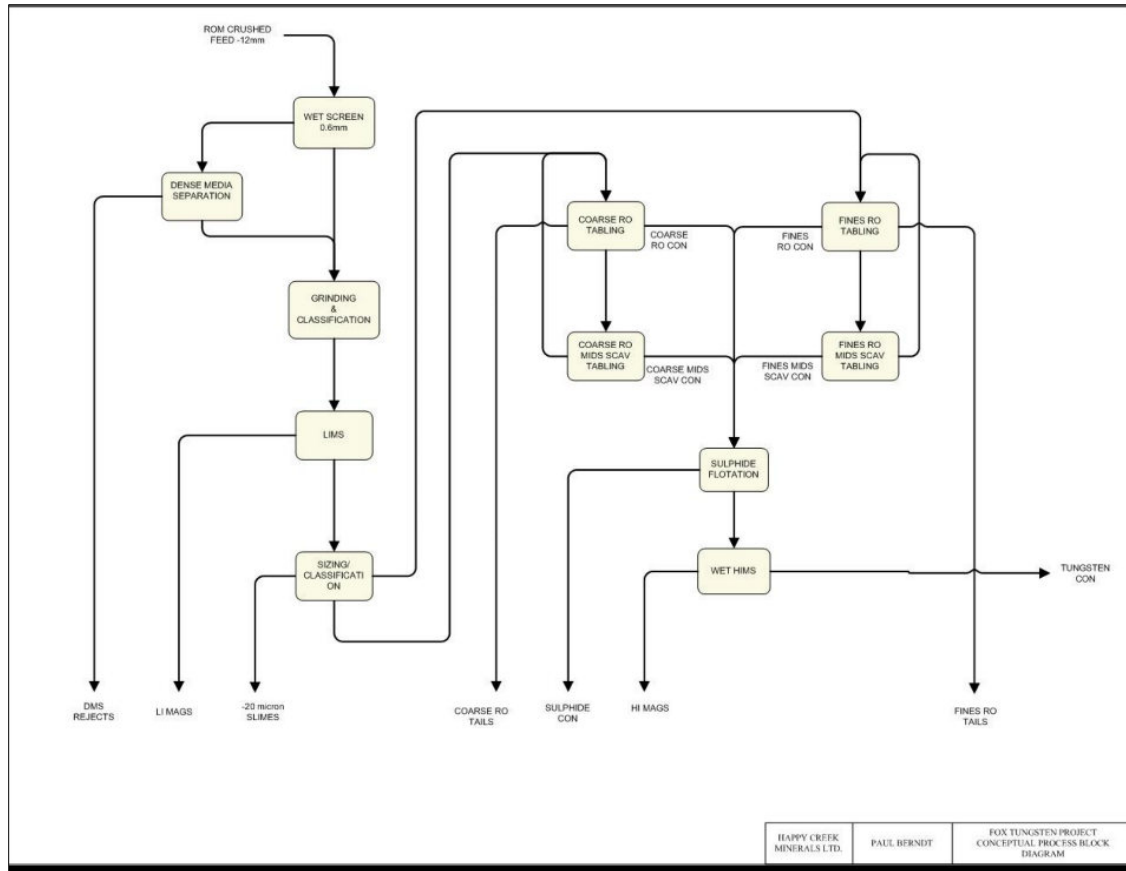 ROM CRUSHED
FEED -12mm
WET SCREEN
0.6mm
DENSE MEDIA
SEPARATION
COARSE RO
TABLING
COARSE
RO CON
FINES
RO CON
FINES RO
TABLING
GRINDING
&
CLASSIFICATION
COARSE RO
MIDS SCAV
TABLING
COARSE MIDS
SCAV CON
FINES MIDS
SCAV CON
FINES RO
MIDS SCAV
TABLING
LIMS
SULPHIDE
FLOTATION
SIZING/
CLASSIFICATI
ON
WET HIMS
TUNGSTEN
CON
DMS
REJECTS
LI MAGS
-20 micron
SLIMES
COARSE RO
TAILS
SULPHIDE
CON
HI MAGS
FINES RO
TAILS
HAPPY CREEK
MINERALS LTD.
PAUL BERNDT
FOX TUNGSTEN PROJECT
CONCEPTUAL PROCESS BLOCK
DIAGRAM